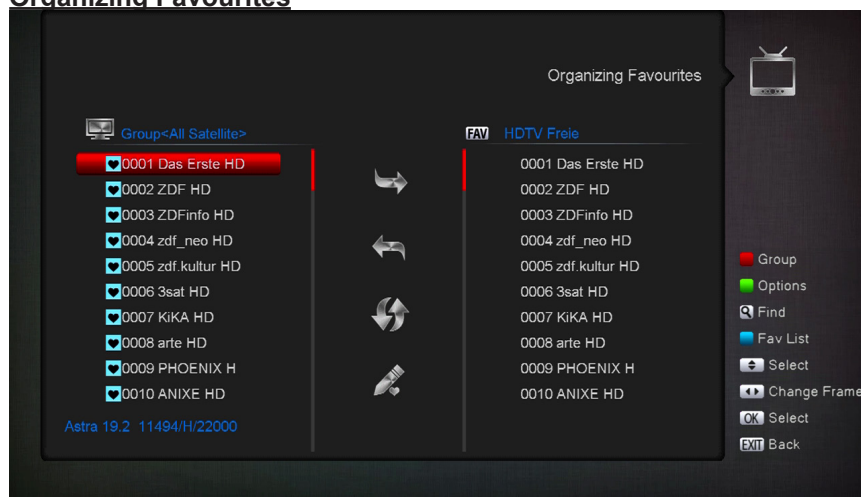 Organizing Favourites
Organizing Favourites
Group<All Satellite>
0001 Das Erste HD
0002 ZDF HD
0003 ZDFinfo HD
0004 zdf_neo HD
0005 zdf.kultur HD
0006 3sat HD
0007 KiKA HD
0008 arte HD
0009 PHOENIX H
0010 ANIXE HD
Astra 19.2 11494/H/22000
FAV HDTV Freie
0001 Das Erste HD
0002 ZDF HD
0003 ZDFinfo HD
0004 zdf_neo HD
0005 zdf.kultur HD
0006 3sat HD
0007 KiKA HD
0008 arte HD
0009 PHOENIX H
0010 ANIXE HD
Group
Options
Find
Fav List
Select
Change Frame
OK Select
EXIT Back